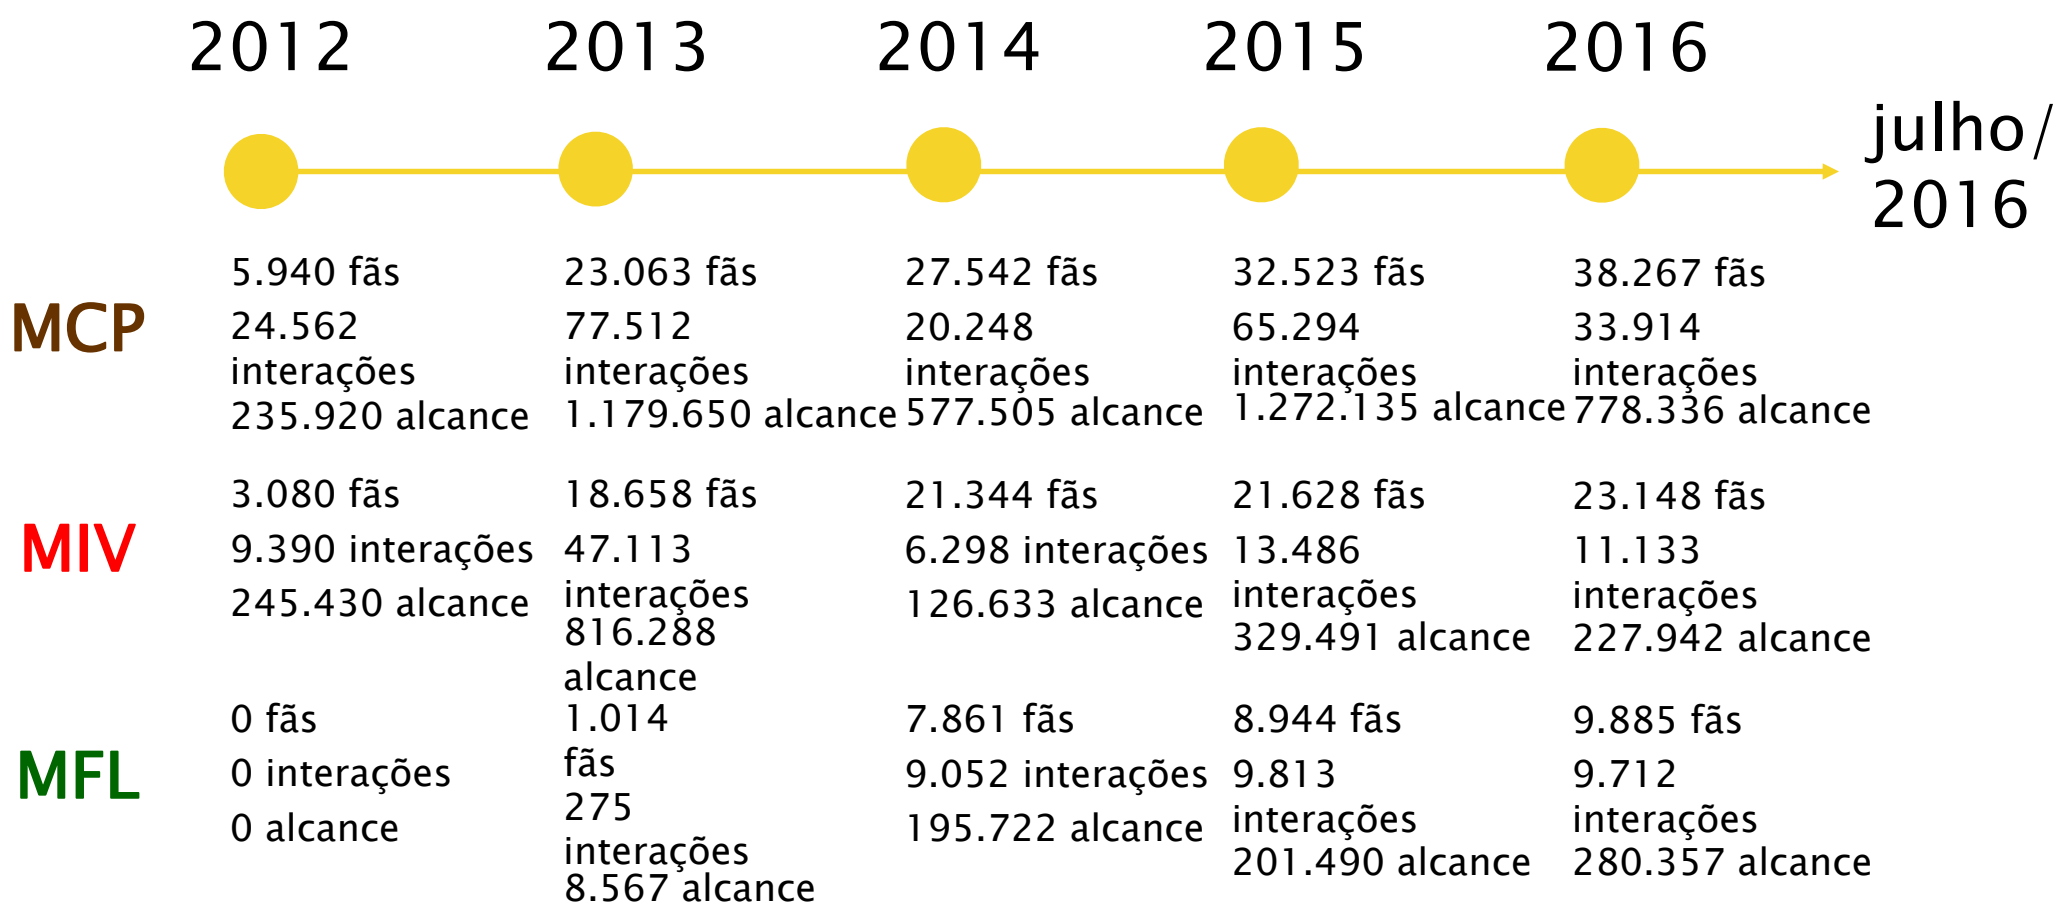 2012 2013 2014 2015 2016
julho/
2016
MCP
5.940 fãs
24.562
interações
235.920 alcance
23.063 fãs
77.512
interações
1.179.650 alcance
27.542 fãs
20.248
interações
577.505 alcance
32.523 fãs
65.294
interações
1.272.135 alcance
38.267 fãs
33.914
interações
778.336 alcance
MIV
3.080 fãs
9.390 interações
245.430 alcance
18.658 fãs
47.113
interações
816.288
alcance
21.344 fãs
6.298 interações
126.633 alcance
21.628 fãs
13.486
interações
329.491 alcance
23.148 fãs
11.133
interações
227.942 alcance
MFL
0 fãs
0 interações
0 alcance
1.014
fãs
275
interações
8.567 alcance
7.861 fãs
9.052 interações
195.722 alcance
8.944 fãs
9.813
interações
201.490 alcance
9.885 fãs
9.712
interações
280.357 alcance